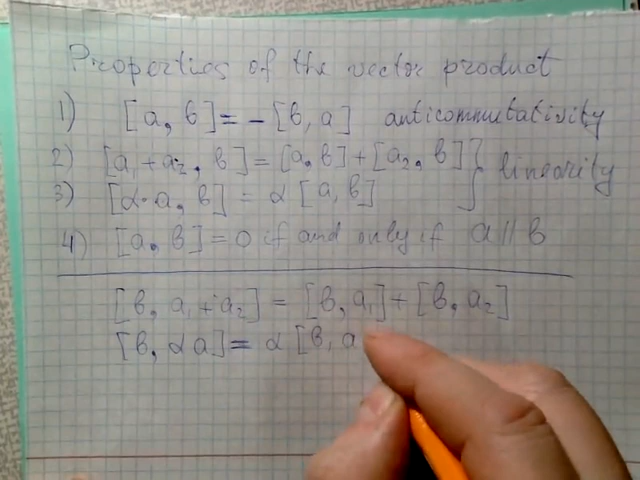 Properties of the vector product
1) [a, b] = -[b, a] anticommutativity
2) [a₁+a₂, b] = [a, b] + [a₂, b] } linearity
3) [α·a, b] = α [a, b]
4) [a, b] = 0 if and only if a || b
[b, a₁+a₂] = [b, a₁] + [b, a₂]
[b, αa] = α [b, a